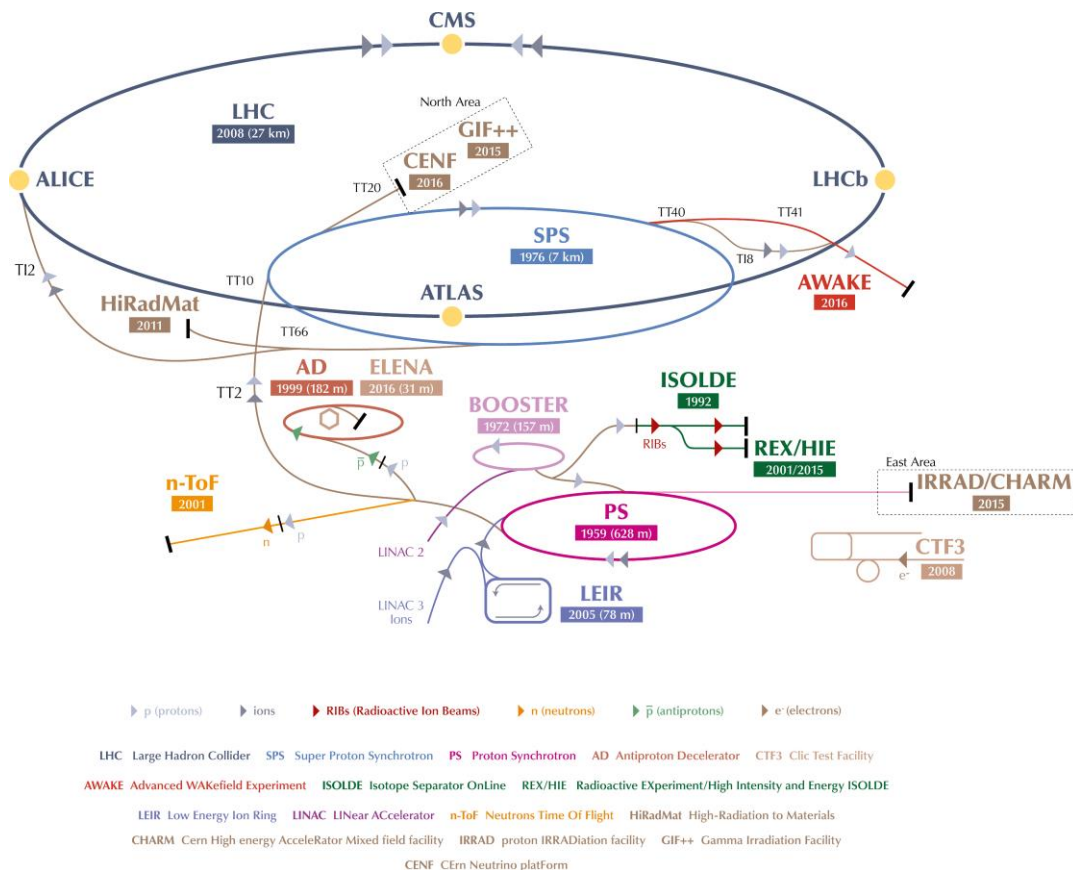 CMS
North Area
LHC
2008 (27 km)
GIF++
2015
CENF
2016
ALICE
TT20
LHCb
TT40
TT41
SPS
1976 (7 km)
TI8
TI2
TT10
AWAKE
2016
ATLAS
HiRadMat
2011
TT66
TT2
AD
1999 (182 m)
ELENA
2016 (31 m)
ISOLDE
1992
BOOSTER
1972 (157 m)
RIBs
REX/HIE
2001/2015
p̅
p
East Area
n-ToF
2001
IRRAD/CHARM
2015
PS
1959 (628 m)
n
p
LINAC 2
CTF3
2008
e-
LEIR
2005 (78 m)
LINAC 3
Ions
p (protons) ions RIBs (Radioactive Ion Beams) n (neutrons) p̅ (antiprotons) e- (electrons)
LHC Large Hadron Collider SPS Super Proton Synchrotron PS Proton Synchrotron AD Antiproton Decelerator CTF3 Clic Test Facility
AWAKE Advanced WAKefield Experiment ISOLDE Isotope Separator OnLine REX/HIE Radioactive EXperiment/High Intensity and Energy ISOLDE
LEIR Low Energy Ion Ring LINAC LINear ACcelerator n-ToF Neutrons Time Of Flight HiRadMat High-Radiation to Materials
CHARM Cern High energy AcceleRator Mixed field facility IRRAD proton IRRADiation facility GIF++ Gamma Irradiation Facility
CENF CErn Neutrino platForm